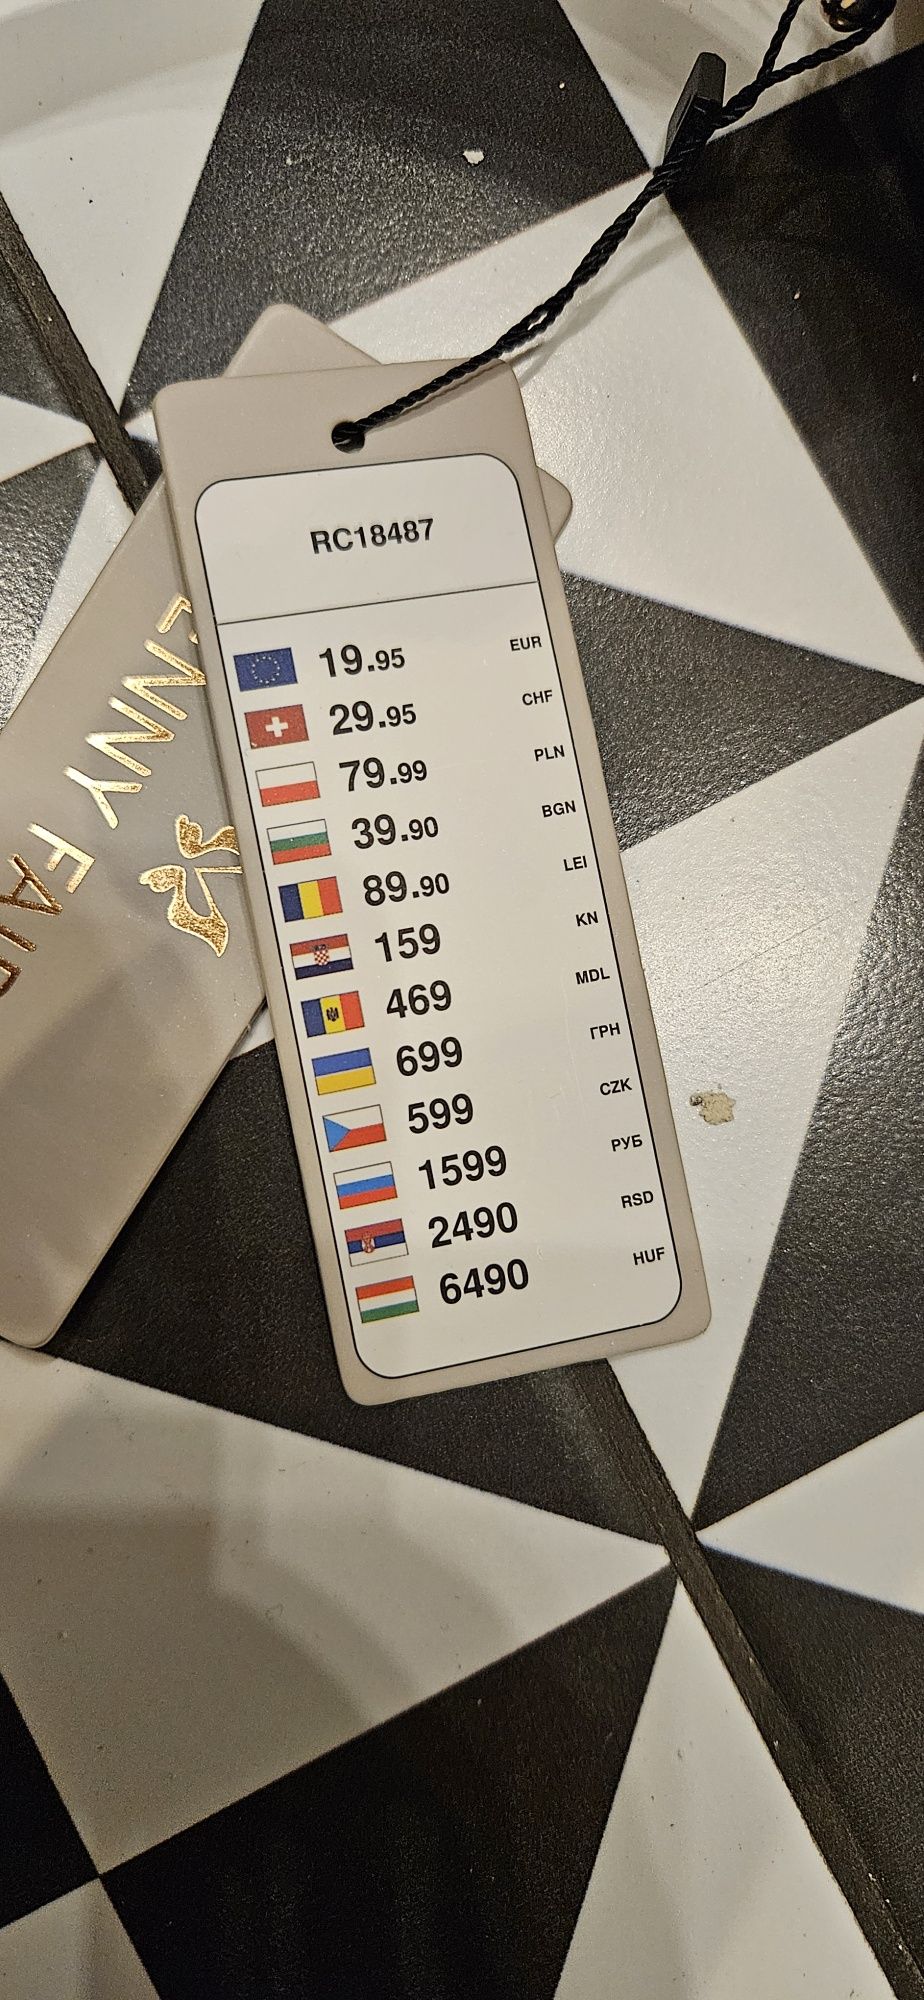 RC18487
19.95 EUR
29.95 CHF
79.99 PLN
39.90 BGN
89.90 LEI
159 KN
469 MDL
699 ГРН
599 CZK
1599 РУБ
2490 RSD
6490 HUF